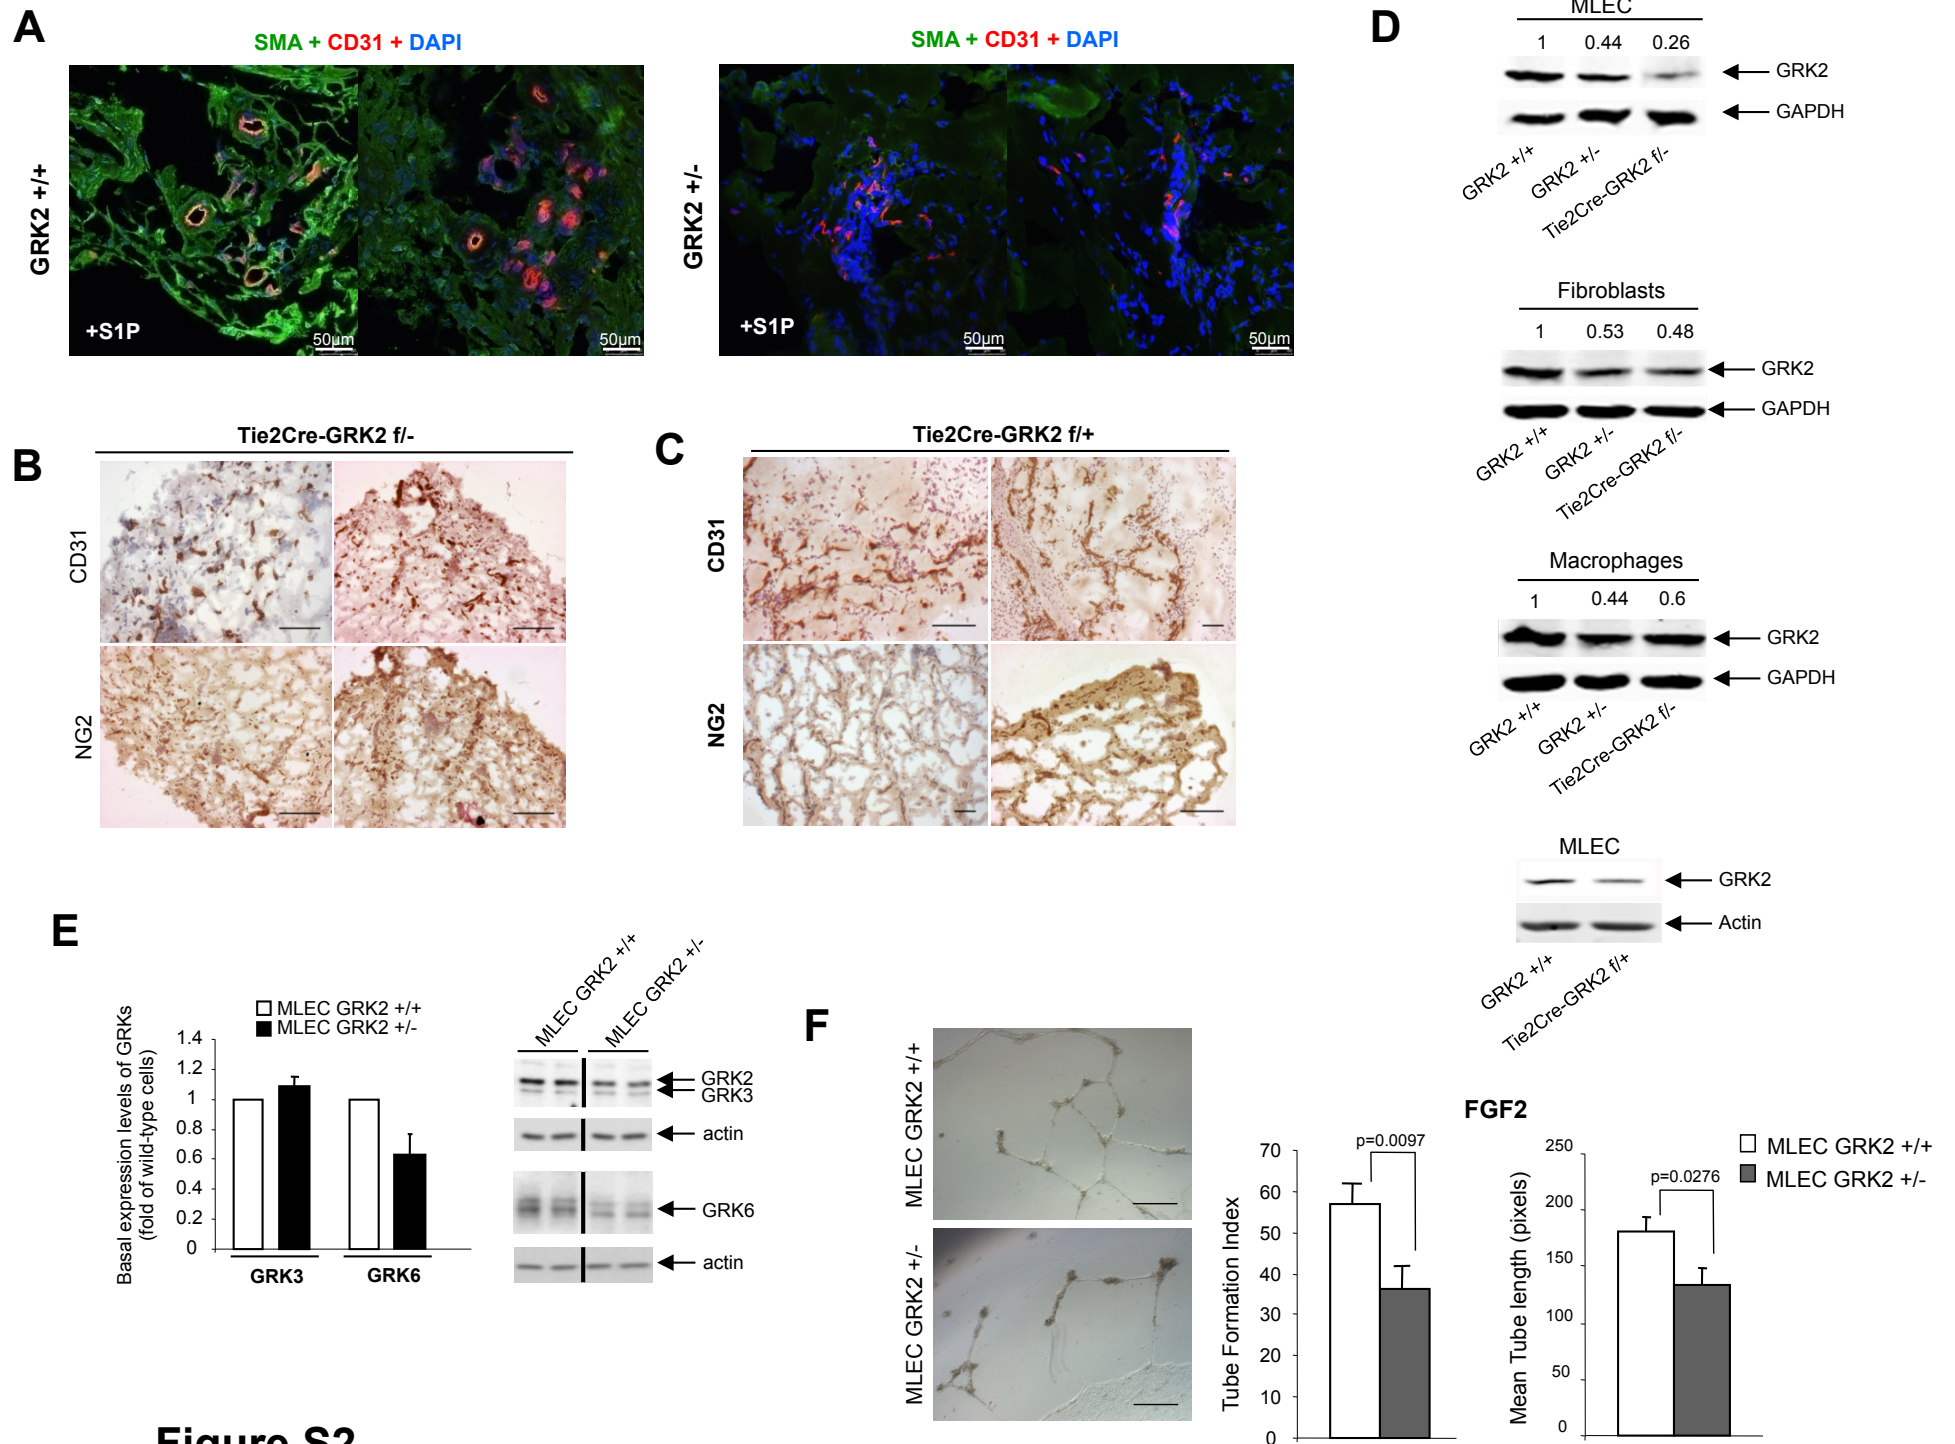 A
SMA + CD31 + DAPI
SMA + CD31 + DAPI
GRK2 +/+
+S1P
50µm
50µm
GRK2 +/-
+S1P
50µm
50µm
B
Tie2Cre-GRK2 f/-
CD31
NG2
C
Tie2Cre-GRK2 f/+
CD31
NG2
D
MLEC
1 0.44 0.26
GRK2
GAPDH
GRK2 +/+
GRK2 +/-
Tie2Cre-GRK2 f/-
Fibroblasts
1 0.53 0.48
GRK2
GAPDH
GRK2 +/+
GRK2 +/-
Tie2Cre-GRK2 f/-
Macrophages
1 0.44 0.6
GRK2
GAPDH
GRK2 +/+
GRK2 +/-
Tie2Cre-GRK2 f/-
MLEC
GRK2
Actin
GRK2 +/+
Tie2Cre-GRK2 f/+
E
Basal expression levels of GRKs
(fold of wild-type cells)
MLEC GRK2 +/+
MLEC GRK2 +/-
1.4
1.2
1
0.8
0.6
0.4
0.2
0
GRK3 GRK6
MLEC GRK2 +/+
MLEC GRK2 +/-
GRK2
GRK3
actin
GRK6
actin
F
MLEC GRK2 +/+
MLEC GRK2 +/-
FGF2
Tube Formation Index
70
60
50
40
30
20
10
0
p=0.0097
Mean Tube length (pixels)
250
200
150
100
50
0
p=0.0276
MLEC GRK2 +/+
MLEC GRK2 +/-
Figure S2